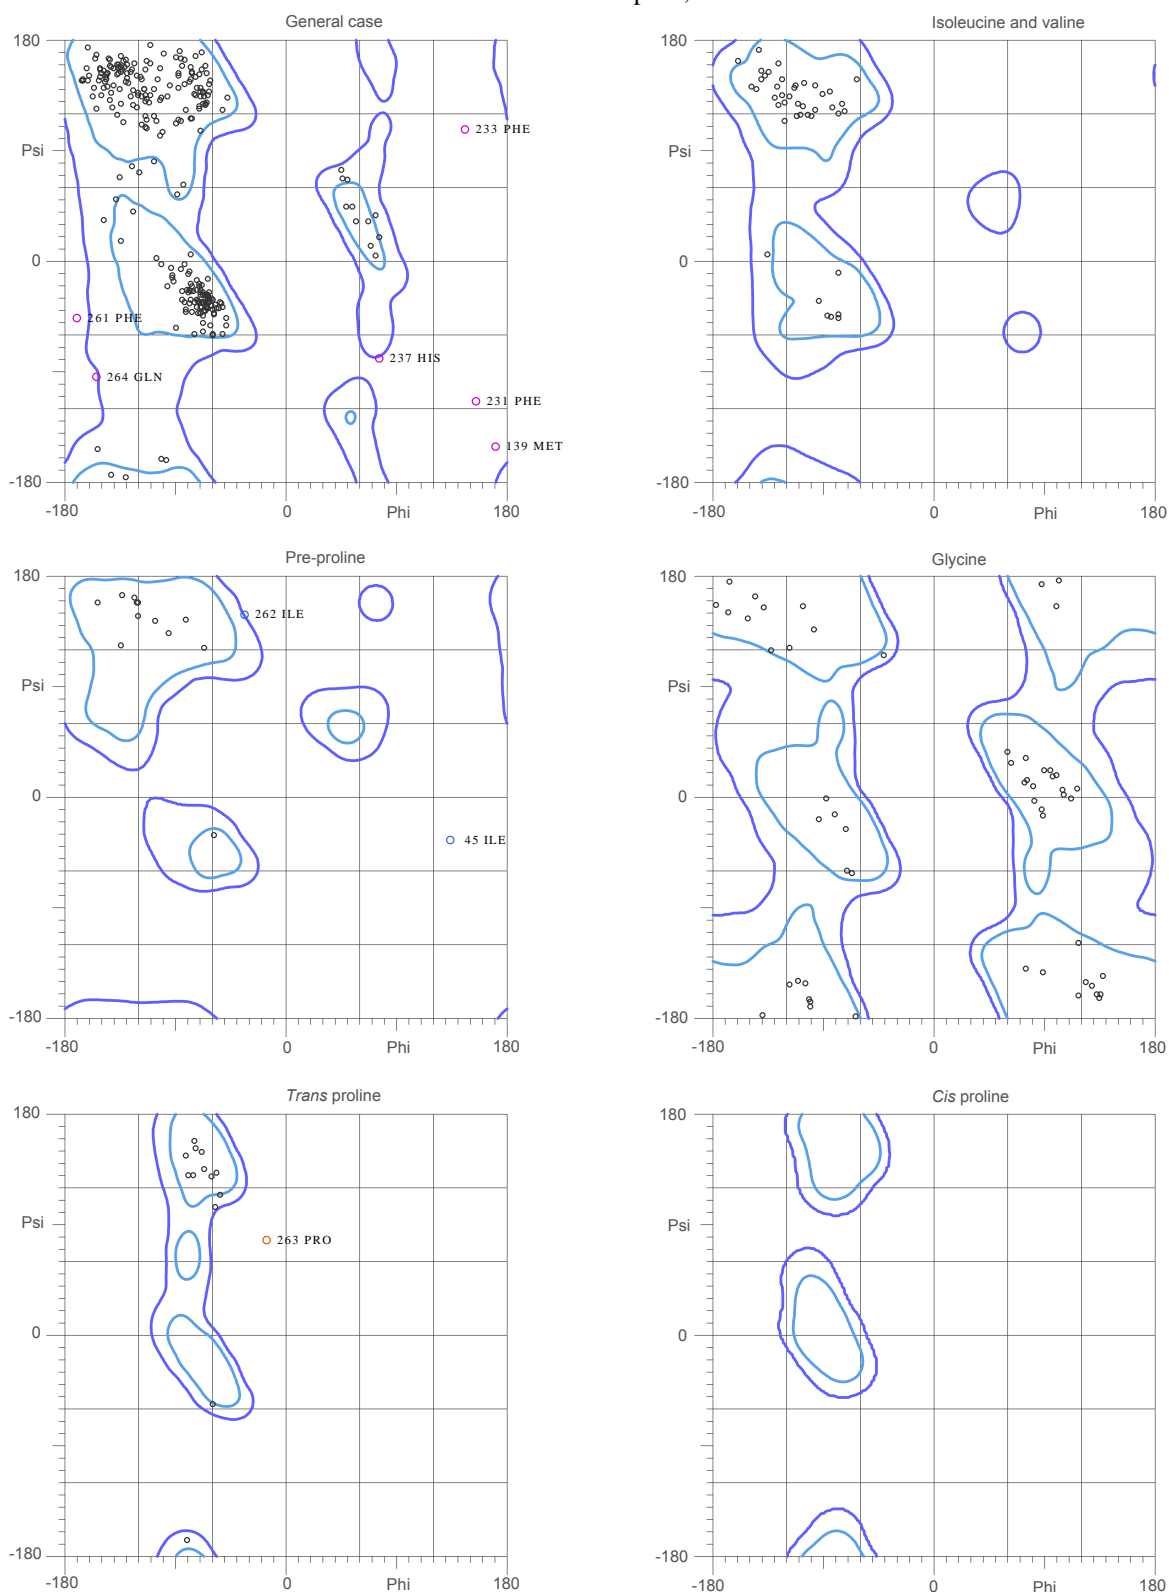 General case
180
Psi
0
-180
-180
0
Phi
180
233 PHE
261 PHE
237 HIS
264 GLN
231 PHE
139 MET
Isoleucine and valine
180
Psi
0
-180
-180
0
Phi
180
Pre-proline
180
Psi
0
-180
-180
0
Phi
180
262 ILE
45 ILE
Glycine
180
Psi
0
-180
-180
0
Phi
180
Trans proline
180
Psi
0
-180
-180
0
Phi
180
263 PRO
Cis proline
180
Psi
0
-180
-180
0
Phi
180